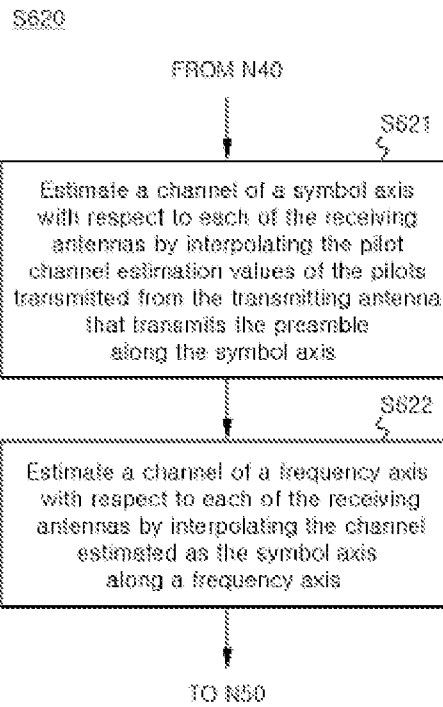 S620
FROM N40
S621
Estimate a channel of a symbol axis
with respect to each of the receiving
antennas by interpolating the pilot
channel estimation values of the pilots
transmitted from the transmitting antenna
that transmits the preamble
along the symbol axis
S622
Estimate a channel of a frequency axis
with respect to each of the receiving
antennas by interpolating the channel
estimated as the symbol axis
along a frequency axis
TO N50